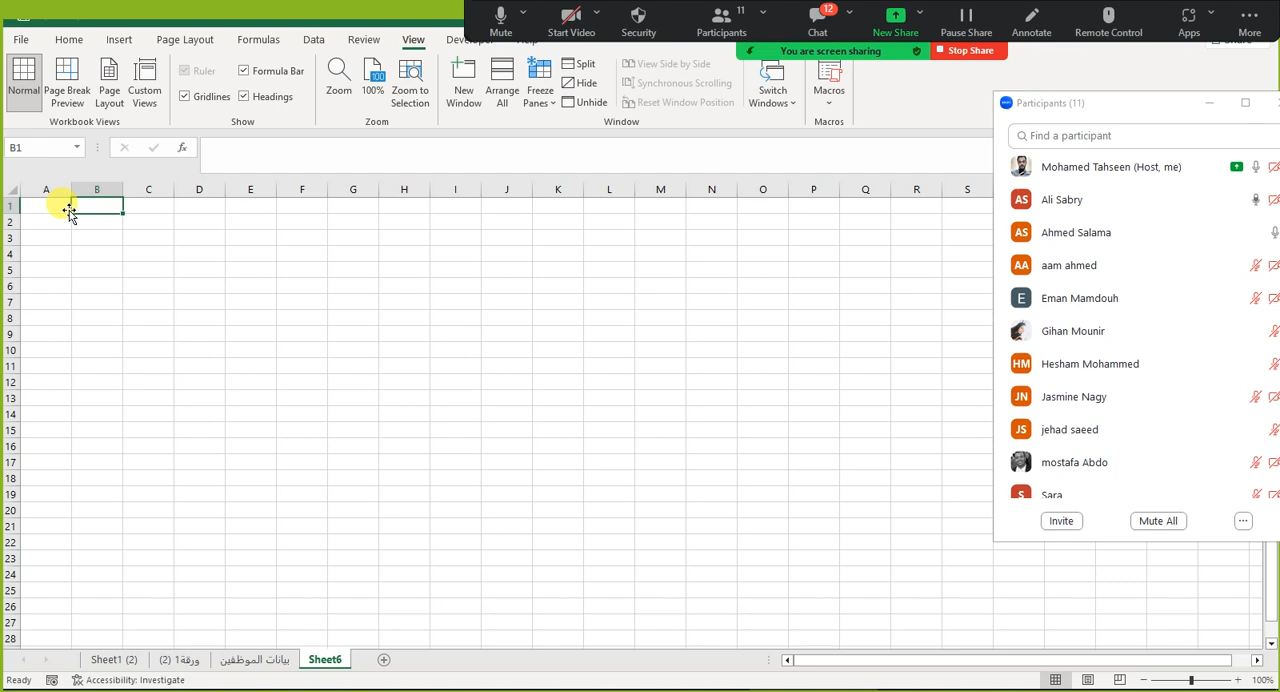 Mute
Start Video
Security
Participants
11
Chat
12
New Share
Pause Share
Annotate
Remote Control
Apps
More
You are screen sharing
Stop Share
File
Home
Insert
Page Layout
Formulas
Data
Review
View
Normal
Page Break Preview
Page Layout
Custom Views
Workbook Views
Ruler
Formula Bar
Gridlines
Headings
Show
Zoom
100
100%
Zoom to Selection
Zoom
New Window
Arrange All
Freeze Panes
Split
Hide
Unhide
View Side by Side
Synchronous Scrolling
Reset Window Position
Window
Switch Windows
Macros
Macros
B1
fx
A B C D E F G H I J K L M N O P Q R S
1
2
3
4
5
6
7
8
9
10
11
12
13
14
15
16
17
18
19
20
21
22
23
24
25
26
27
28
Participants (11)
Find a participant
Mohamed Tahseen (Host, me)
AS Ali Sabry
AS Ahmed Salama
AA aam ahmed
E Eman Mamdouh
Gihan Mounir
HM Hesham Mohammed
JN Jasmine Nagy
JS jehad saeed
mostafa Abdo
S Sara
Invite
Mute All
Sheet1 (2)
ورقة1 (2)
بيانات الموظفين
Sheet6
Ready
Accessibility: Investigate
100%